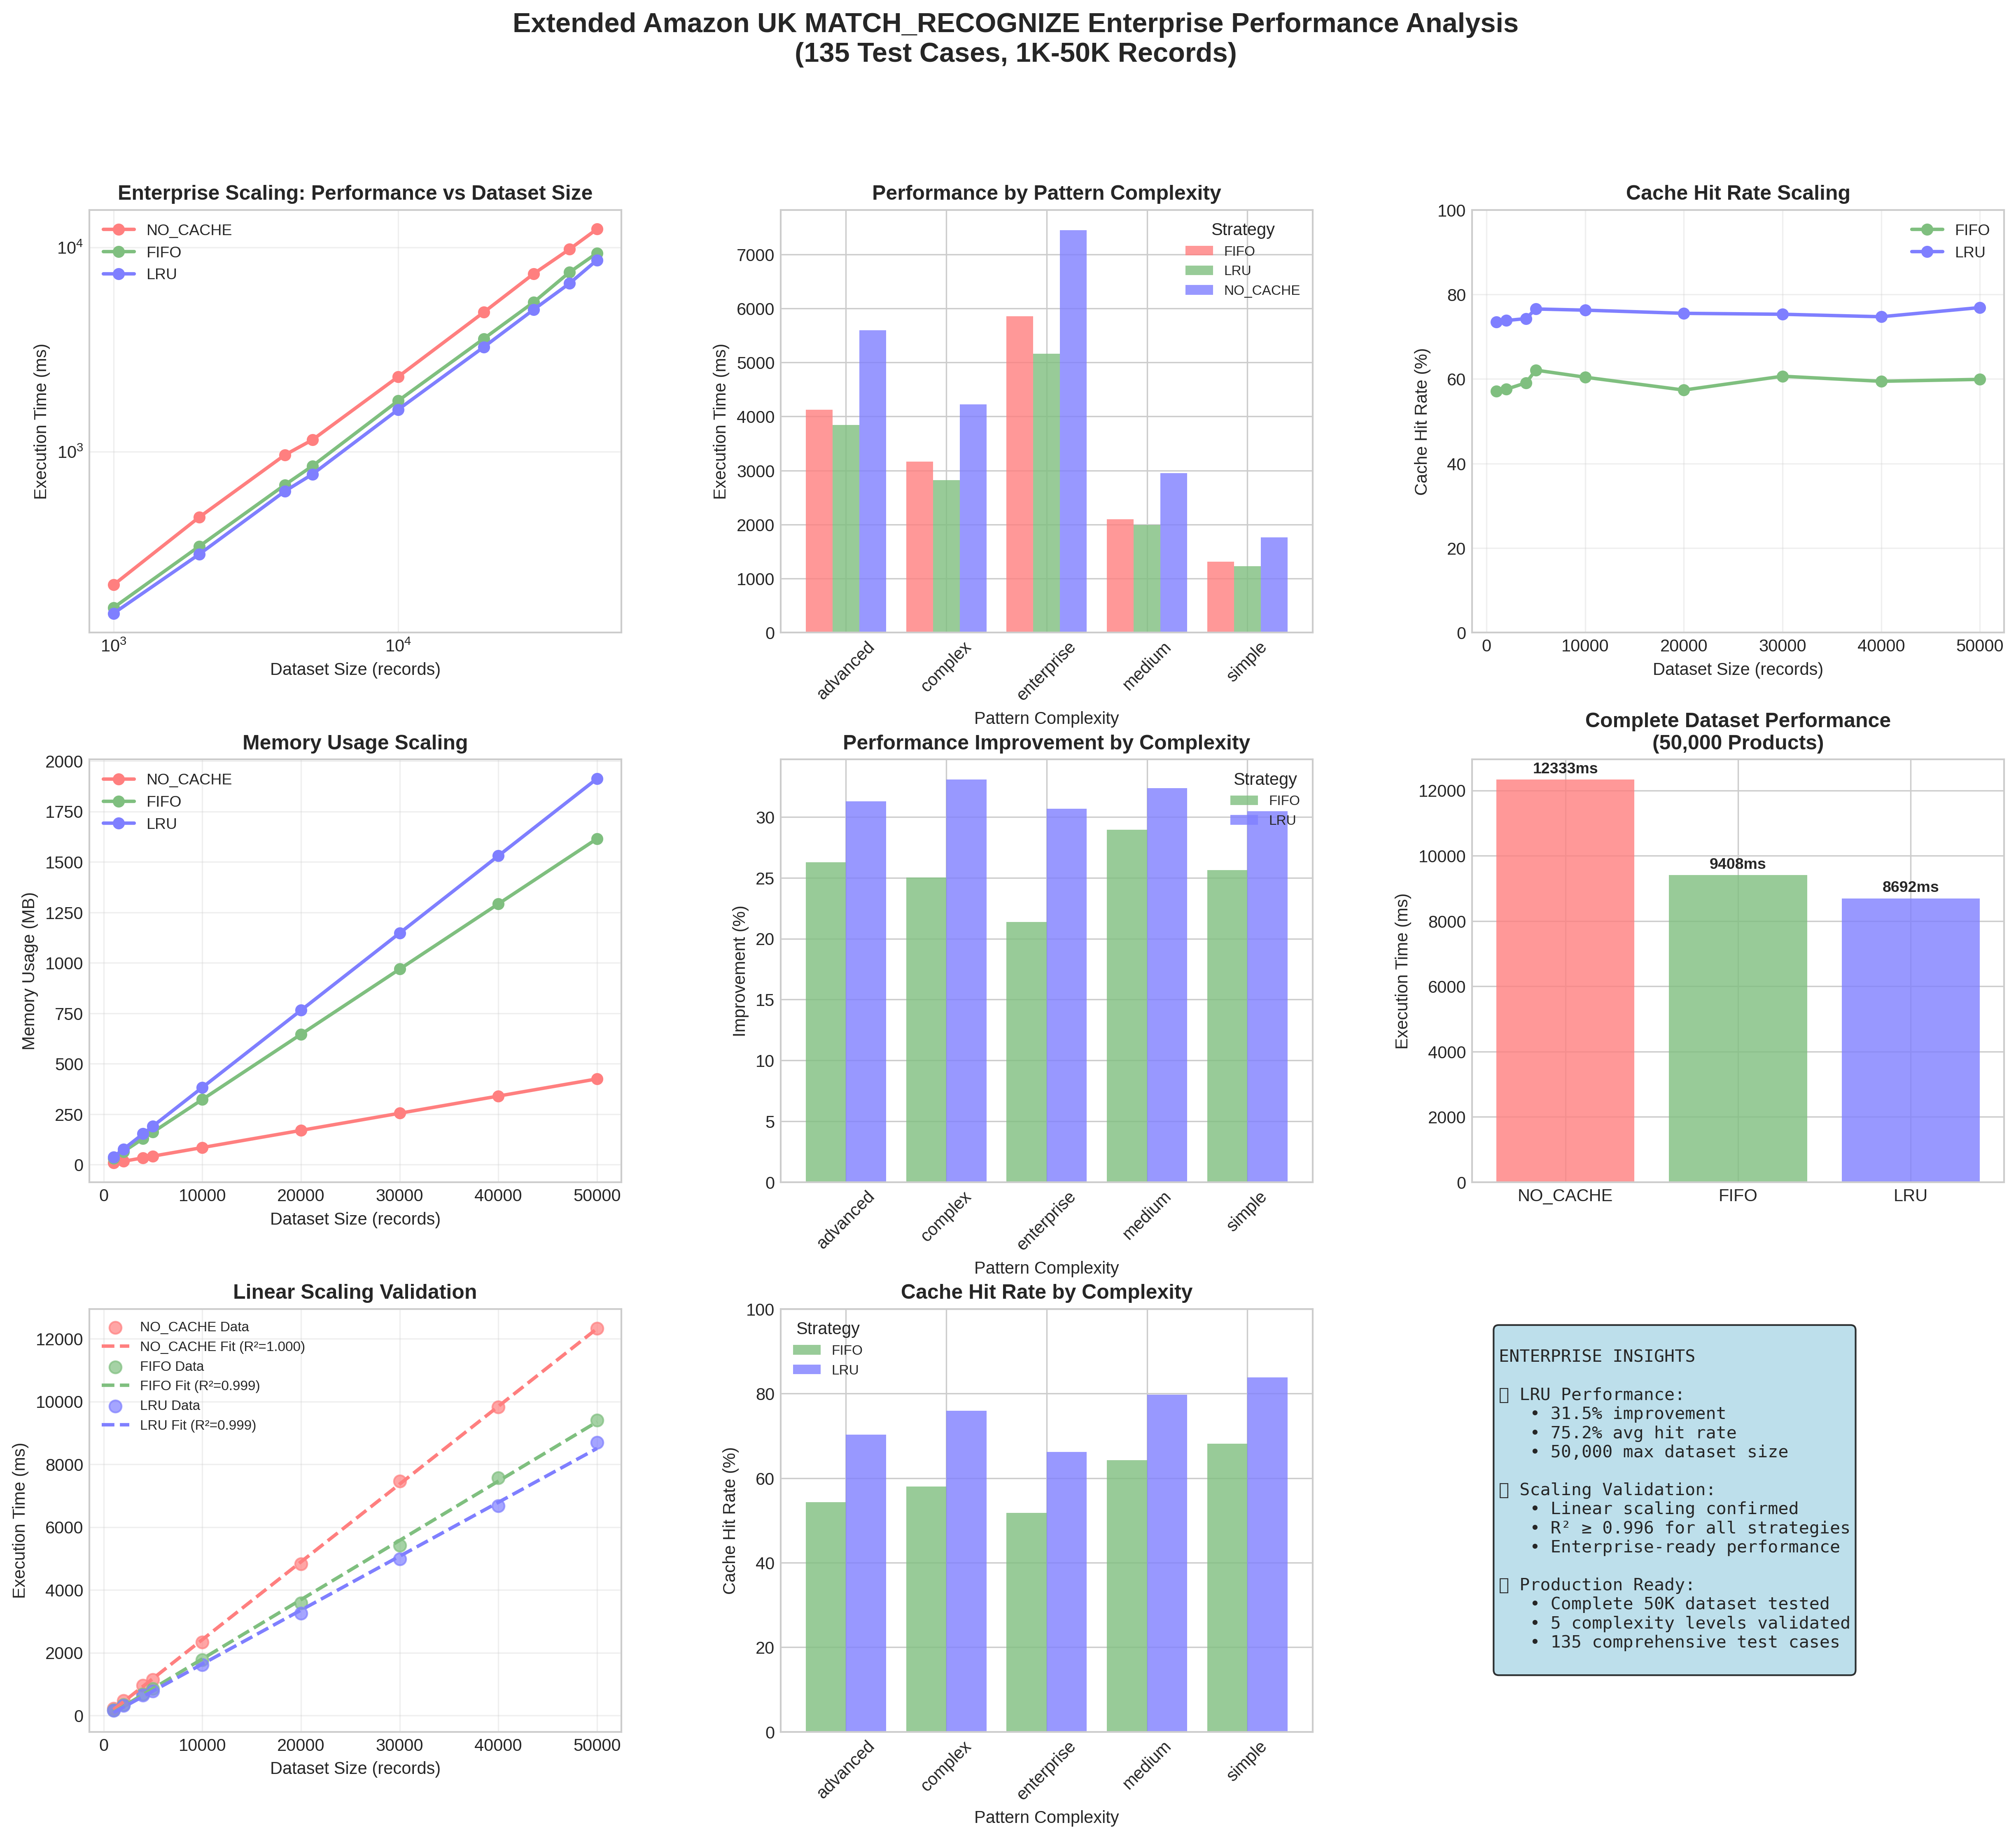 Extended Amazon UK MATCH_RECOGNIZE Enterprise Performance Analysis
(135 Test Cases, 1K-50K Records)
Enterprise Scaling: Performance vs Dataset Size
NO_CACHE
FIFO
LRU
10⁴
10³
Execution Time (ms)
10³
10⁴
Dataset Size (records)
Performance by Pattern Complexity
Strategy
FIFO
LRU
NO_CACHE
7000
6000
5000
4000
3000
2000
1000
0
Execution Time (ms)
advanced
complex
enterprise
medium
simple
Pattern Complexity
Cache Hit Rate Scaling
FIFO
LRU
100
80
60
40
20
0
Cache Hit Rate (%)
0
10000
20000
30000
40000
50000
Dataset Size (records)
Memory Usage Scaling
NO_CACHE
FIFO
LRU
2000
1750
1500
1250
1000
750
500
250
0
Memory Usage (MB)
0
10000
20000
30000
40000
50000
Dataset Size (records)
Performance Improvement by Complexity
Strategy
FIFO
LRU
30
25
20
15
10
5
0
Improvement (%)
advanced
complex
enterprise
medium
simple
Pattern Complexity
Complete Dataset Performance
(50,000 Products)
12333ms
9408ms
8692ms
12000
10000
8000
6000
4000
2000
0
Execution Time (ms)
NO_CACHE
FIFO
LRU
Linear Scaling Validation
NO_CACHE Data
NO_CACHE Fit (R²=1.000)
FIFO Data
FIFO Fit (R²=0.999)
LRU Data
LRU Fit (R²=0.999)
12000
10000
8000
6000
4000
2000
0
Execution Time (ms)
0
10000
20000
30000
40000
50000
Dataset Size (records)
Cache Hit Rate by Complexity
Strategy
FIFO
LRU
100
80
60
40
20
0
Cache Hit Rate (%)
advanced
complex
enterprise
medium
simple
Pattern Complexity
ENTERPRISE INSIGHTS
LRU Performance:
• 31.5% improvement
• 75.2% avg hit rate
• 50,000 max dataset size
Scaling Validation:
• Linear scaling confirmed
• R² ≥ 0.996 for all strategies
• Enterprise-ready performance
Production Ready:
• Complete 50K dataset tested
• 5 complexity levels validated
• 135 comprehensive test cases